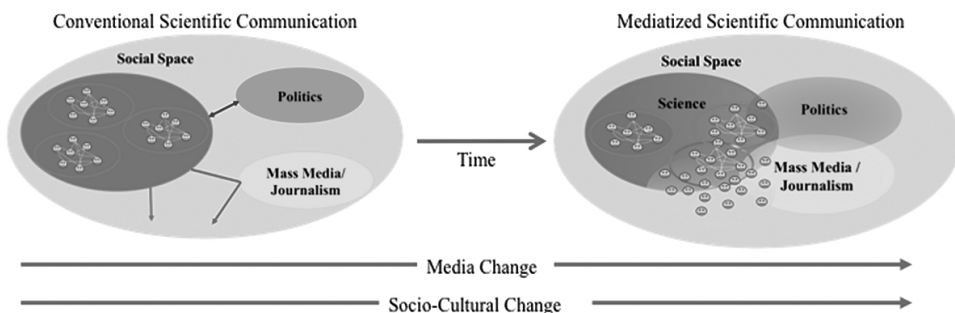 Conventional Scientific Communication
Social Space
Politics
Mass Media/
Journalism
Time
Mediatized Scientific Communication
Social Space
Science
Politics
Mass Media /
Journalism
Media Change
Socio-Cultural Change